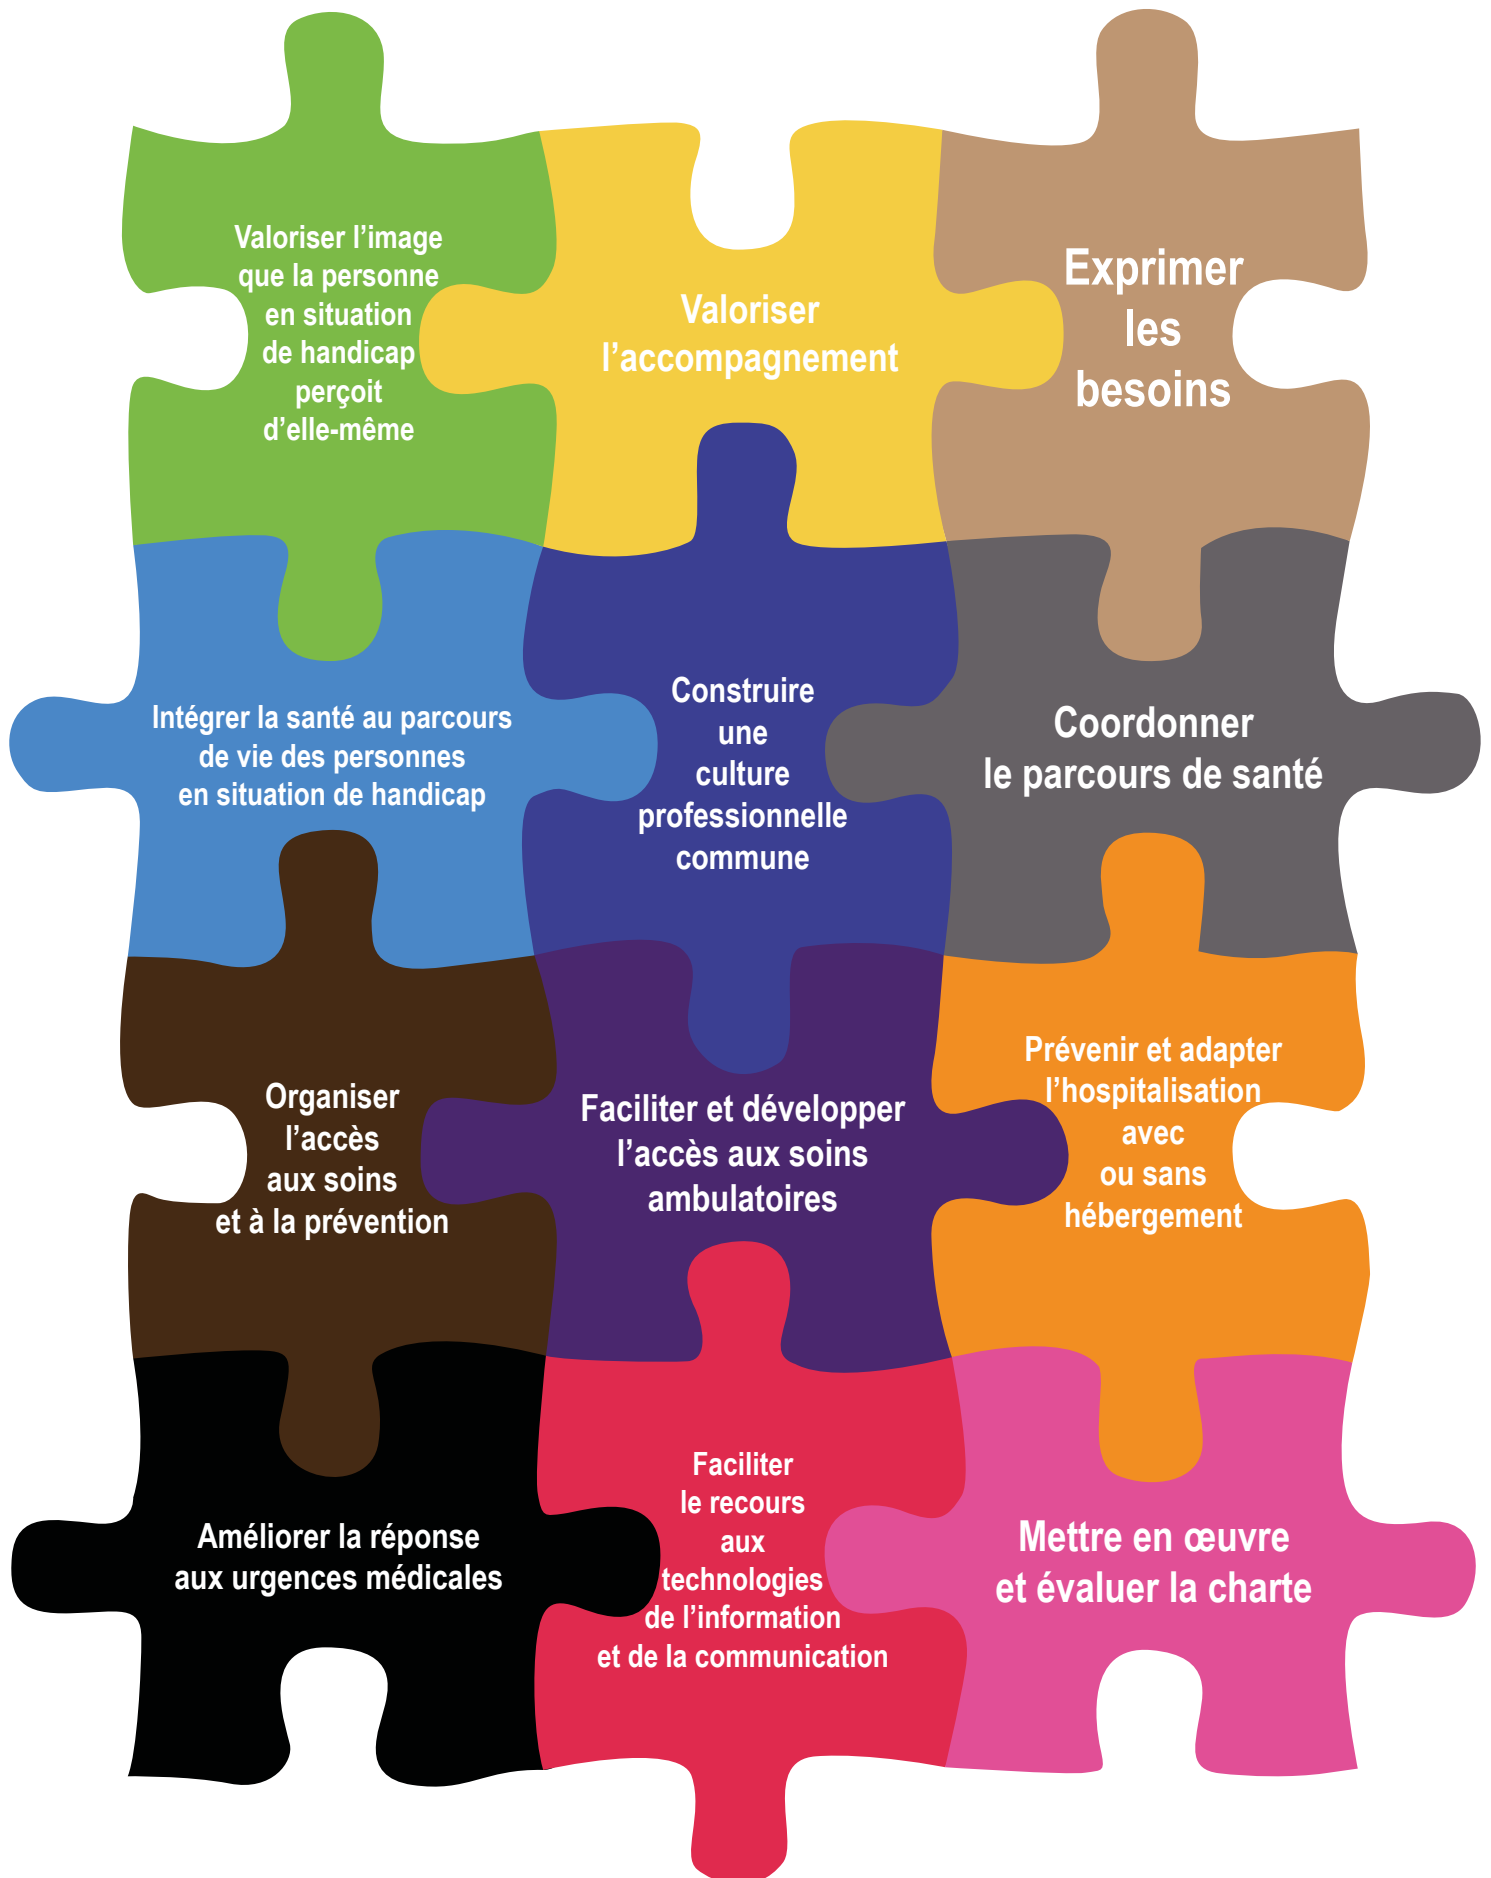 Valoriser l’image
que la personne
en situation
de handicap
perçoit
d’elle-même
Valoriser
l’accompagnement
Exprimer
les
besoins
Intégrer la santé au parcours
de vie des personnes
en situation de handicap
Construire
une
culture
professionnelle
commune
Coordonner
le parcours de santé
Organiser
l’accès
aux soins
et à la prévention
Faciliter et développer
l’accès aux soins
ambulatoires
Prévenir et adapter
l’hospitalisation
avec
ou sans
hébergement
Améliorer la réponse
aux urgences médicales
Faciliter
le recours
aux
technologies
de l’information
et de la communication
Mettre en œuvre
et évaluer la charte